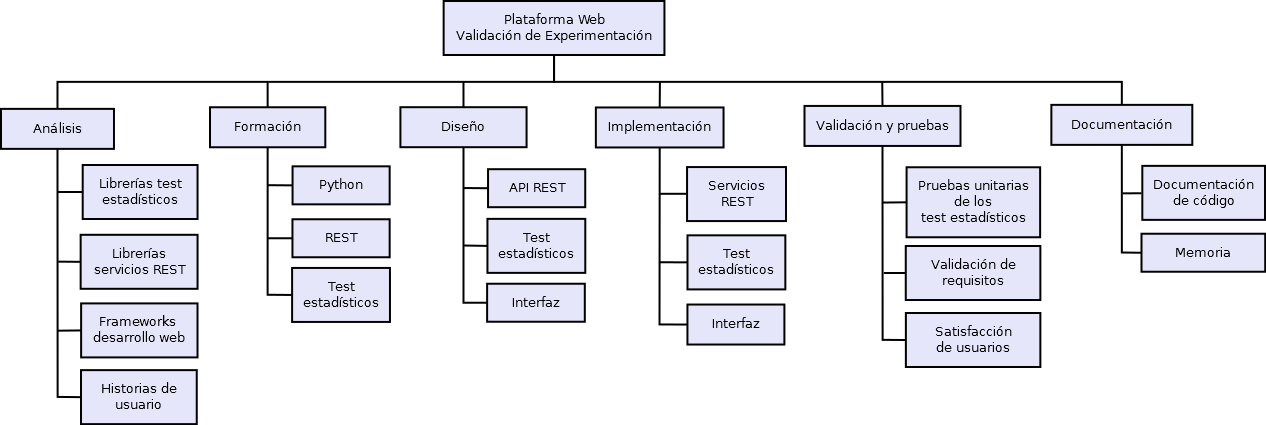 Plataforma Web
Validación de Experimentación
Análisis
Librerías test
estadísticos
Librerías
servicios REST
Frameworks
desarrollo web
Historias de
usuario
Formación
Python
REST
Test
estadísticos
Diseño
API REST
Test
estadísticos
Interfaz
Implementación
Servicios
REST
Test
estadísticos
Interfaz
Validación y pruebas
Pruebas unitarias
de los
test estadísticos
Validación de
requisitos
Satisfacción
de usuarios
Documentación
Documentación
de código
Memoria